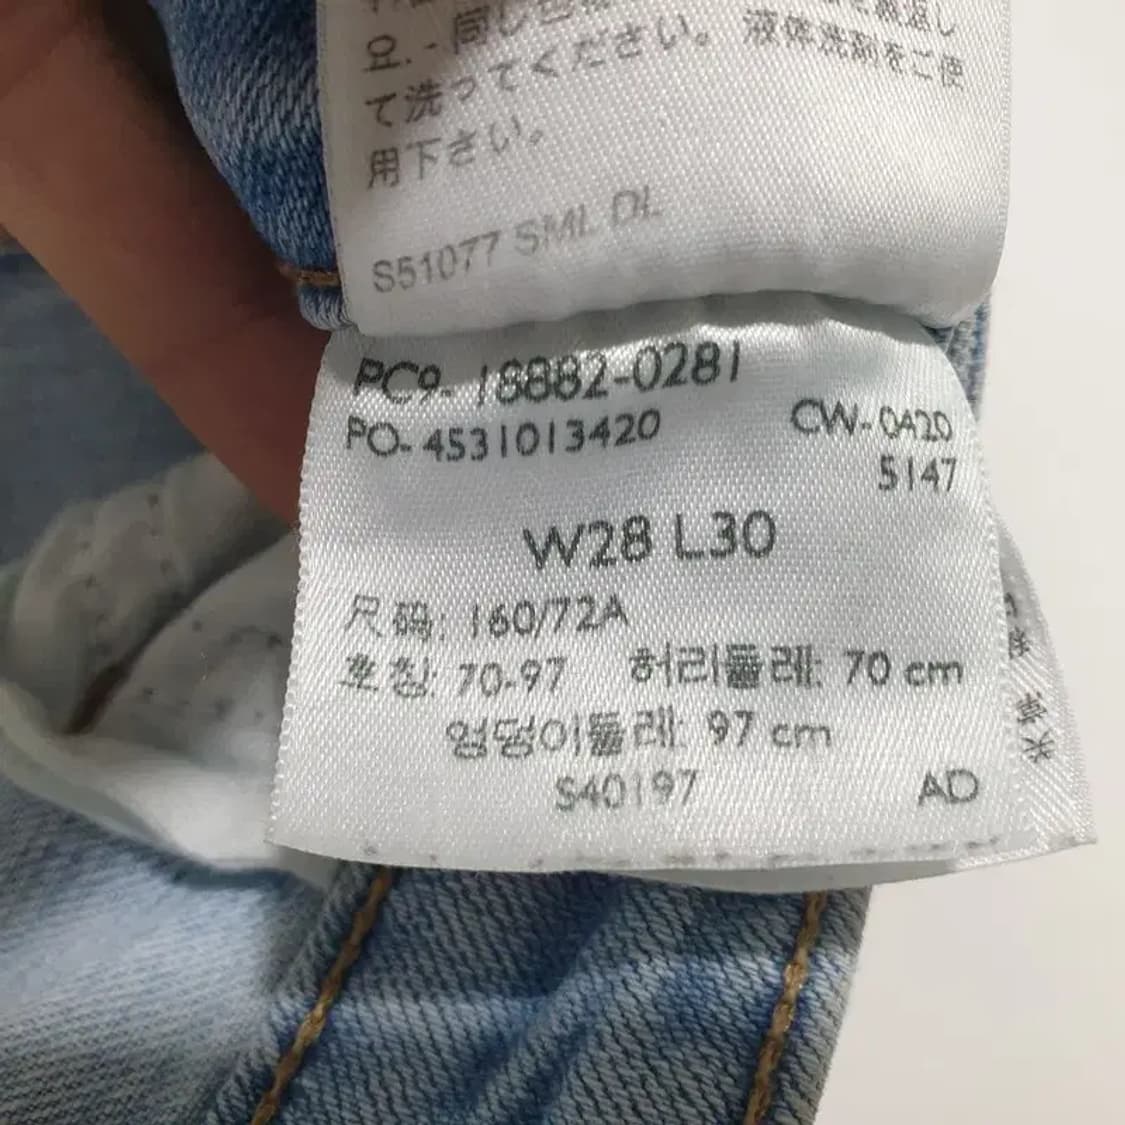 요. - 同じ
て洗ってください。 液体洗剤をご使
用下さい。
S51077 SML DL
PC9- 18882-0281
PO- 4531013420
CW- 0A20
5147
W28 L30
尺码: 160/72A
호칭: 70-97 허리둘레: 70 cm
엉덩이둘레: 97 cm
S40197 AD